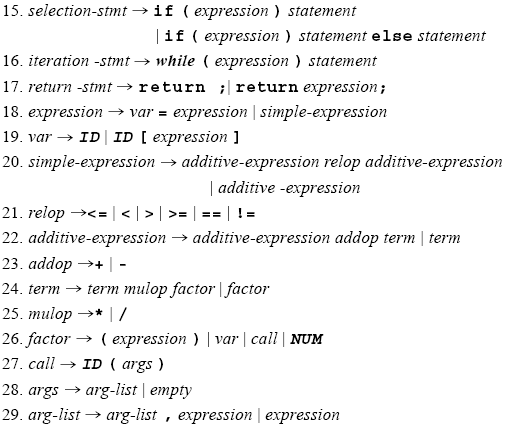 15. selection-stmt → if ( expression ) statement
| if ( expression ) statement else statement
16. iteration -stmt → while ( expression ) statement
17. return -stmt → return ;| return expression;
18. expression → var = expression | simple-expression
19. var → ID | ID [ expression ]
20. simple-expression → additive-expression relop additive-expression
| additive -expression
21. relop →<= | < | > | >= | == | !=
22. additive-expression → additive-expression addop term | term
23. addop →+ | -
24. term → term mulop factor | factor
25. mulop →* | /
26. factor → ( expression ) | var | call | NUM
27. call → ID ( args )
28. args → arg-list | empty
29. arg-list → arg-list , expression | expression